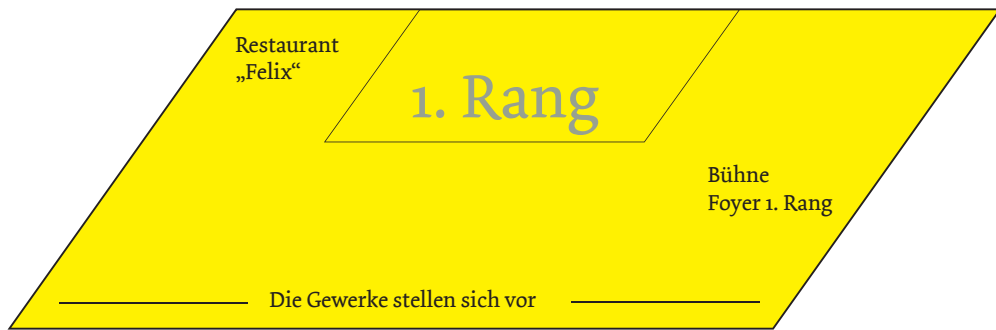 Restaurant
„Felix“
1. Rang
Bühne
Foyer 1. Rang
Die Gewerke stellen sich vor